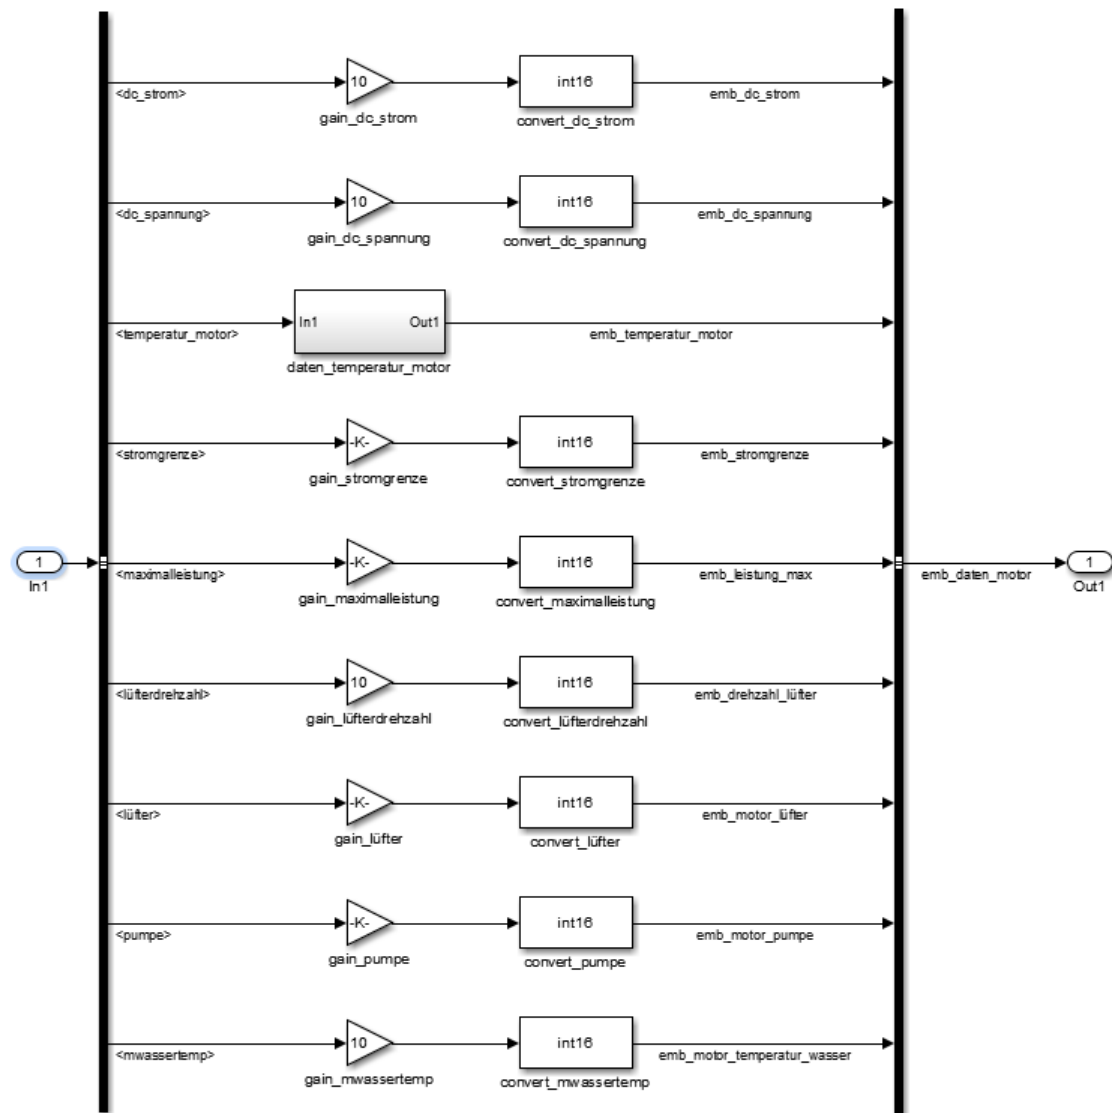 10 int16
<dc_strom> emb_dc_strom
gain_dc_strom convert_dc_strom
10 int16
<dc_spannung> emb_dc_spannung
gain_dc_spannung convert_dc_spannung
In1 Out1
<temperatur_motor> emb_temperatur_motor
daten_temperatur_motor
-K- int16
<stromgrenze> emb_stromgrenze
gain_stromgrenze convert_stromgrenze
1 -K- int16 1
<maximalleistung> emb_leistung_max emb_daten_motor
In1 gain_maximalleistung convert_maximalleistung Out1
10 int16
<lüfterdrehzahl> emb_drehzahl_lüfter
gain_lüfterdrehzahl convert_lüfterdrehzahl
-K- int16
<lüfter> emb_motor_lüfter
gain_lüfter convert_lüfter
-K- int16
<pumpe> emb_motor_pumpe
gain_pumpe convert_pumpe
10 int16
<mwassertemp> emb_motor_temperatur_wasser
gain_mwassertemp convert_mwassertemp